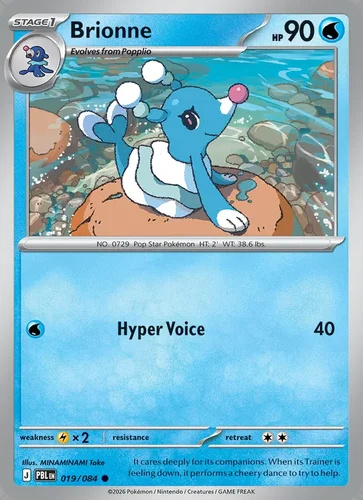 STAGE1
Brionne
HP 90
Evolves from Popplio
NO. 0729 Pop Star Pokémon HT: 2' WT: 38.6 lbs.
Hyper Voice 40
weakness ×2 resistance retreat
Illus. MINAMINAMI Take
J PBL EN 019/084
It cares deeply for its companions. When its Trainer is
feeling down, it performs a cheery dance to try to help.
©2026 Pokémon / Nintendo / Creatures / GAME FREAK